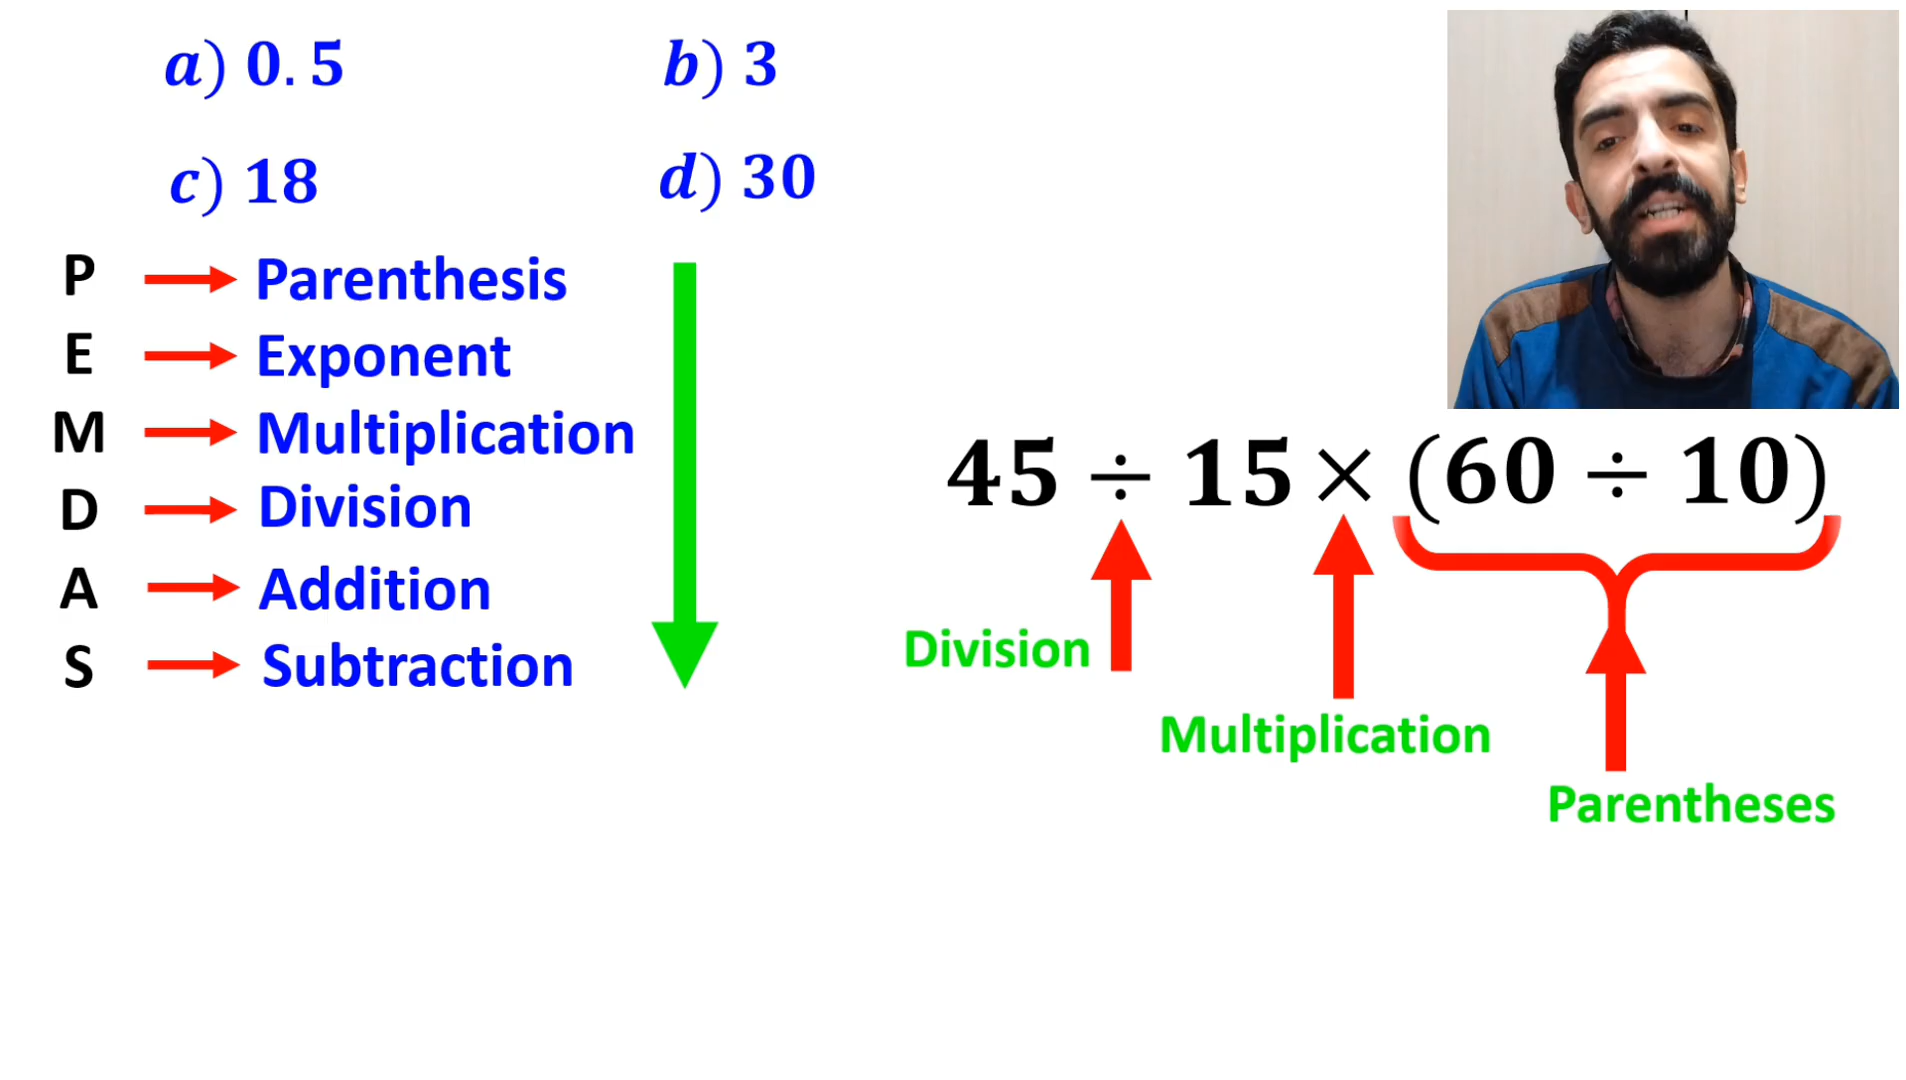 a) 0.5
b) 3
c) 18
d) 30
P → Parenthesis
E → Exponent
M → Multiplication
D → Division
A → Addition
S → Subtraction
45 ÷ 15 × (60 ÷ 10)
Division
Multiplication
Parentheses